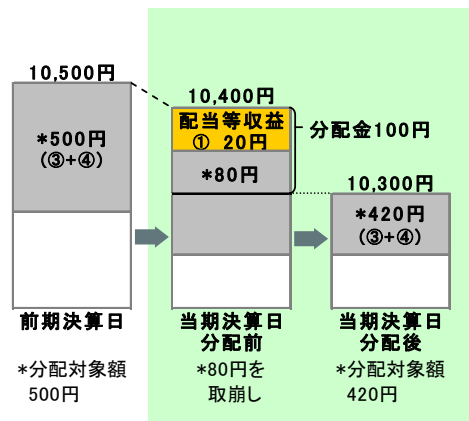 10,500円
*500円
(③+④)
前期決算日
*分配対象額
500円
10,400円
配当等収益
① 20円
*80円
分配金100円
当期決算日
分配前
*80円を
取崩し
10,300円
*420円
(③+④)
当期決算日
分配後
*分配対象額
420円